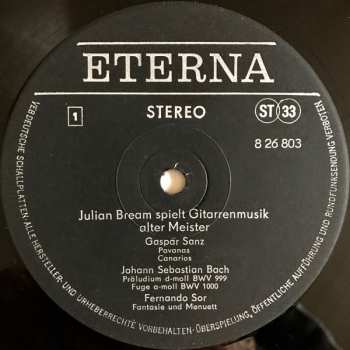 ETERNA
1
STEREO
ST 33
8 26 803
Julian Bream spielt Gitarrenmusik
alter Meister
Gaspar Sanz
Pavanas
Canarios
Johann Sebastian Bach
Präludium d-moll BWV 999
Fuge a-moll BWV 1000
Fernando Sor
Fantasie und Menuett
VEB DEUTSCHE SCHALLPLATTEN ALLE HERSTELLER- UND URHEBERRECHTE VORBEHALTEN · ÜBERSPIELUNG, ÖFFENTLICHE AUFFÜHRUNG UND RUNDFUNKSENDUNG VERBOTEN